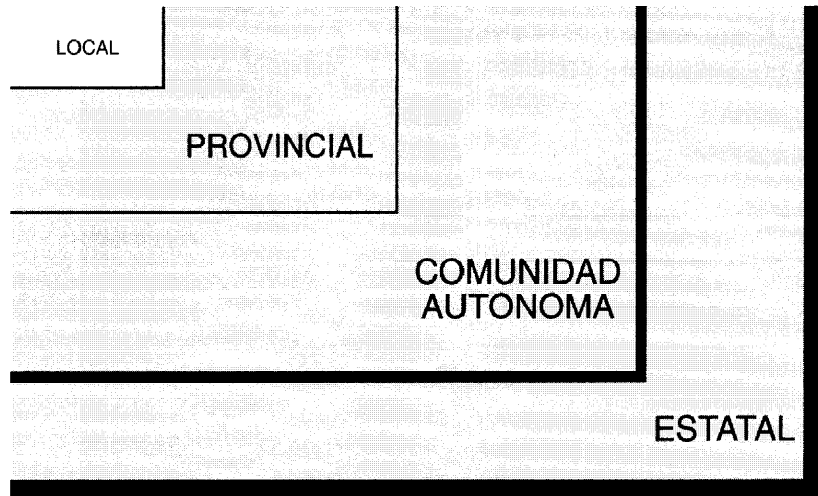 LOCAL
PROVINCIAL
COMUNIDAD
AUTONOMA
ESTATAL